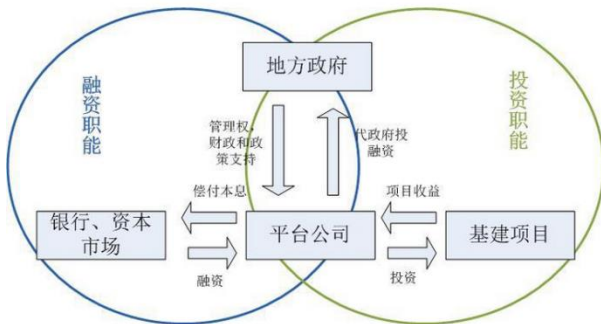 地方政府
融资职能
投资职能
管理权,
财政和政
策支持
代政府投
融资
偿付本息
项目收益
银行、资本
市场
平台公司
基建项目
融资
投资